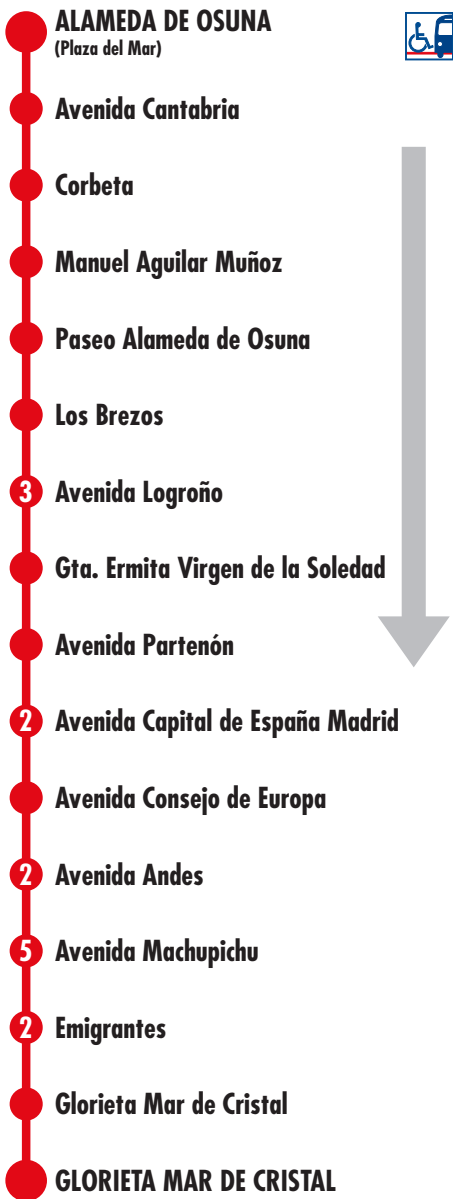 ALAMEDA DE OSUNA
(Plaza del Mar)
Avenida Cantabria
Corbeta
Manuel Aguilar Muñoz
Paseo Alameda de Osuna
Los Brezos
3 Avenida Logroño
Gta. Ermita Virgen de la Soledad
Avenida Partenón
2 Avenida Capital de España Madrid
Avenida Consejo de Europa
2 Avenida Andes
5 Avenida Machupichu
2 Emigrantes
Glorieta Mar de Cristal
GLORIETA MAR DE CRISTAL